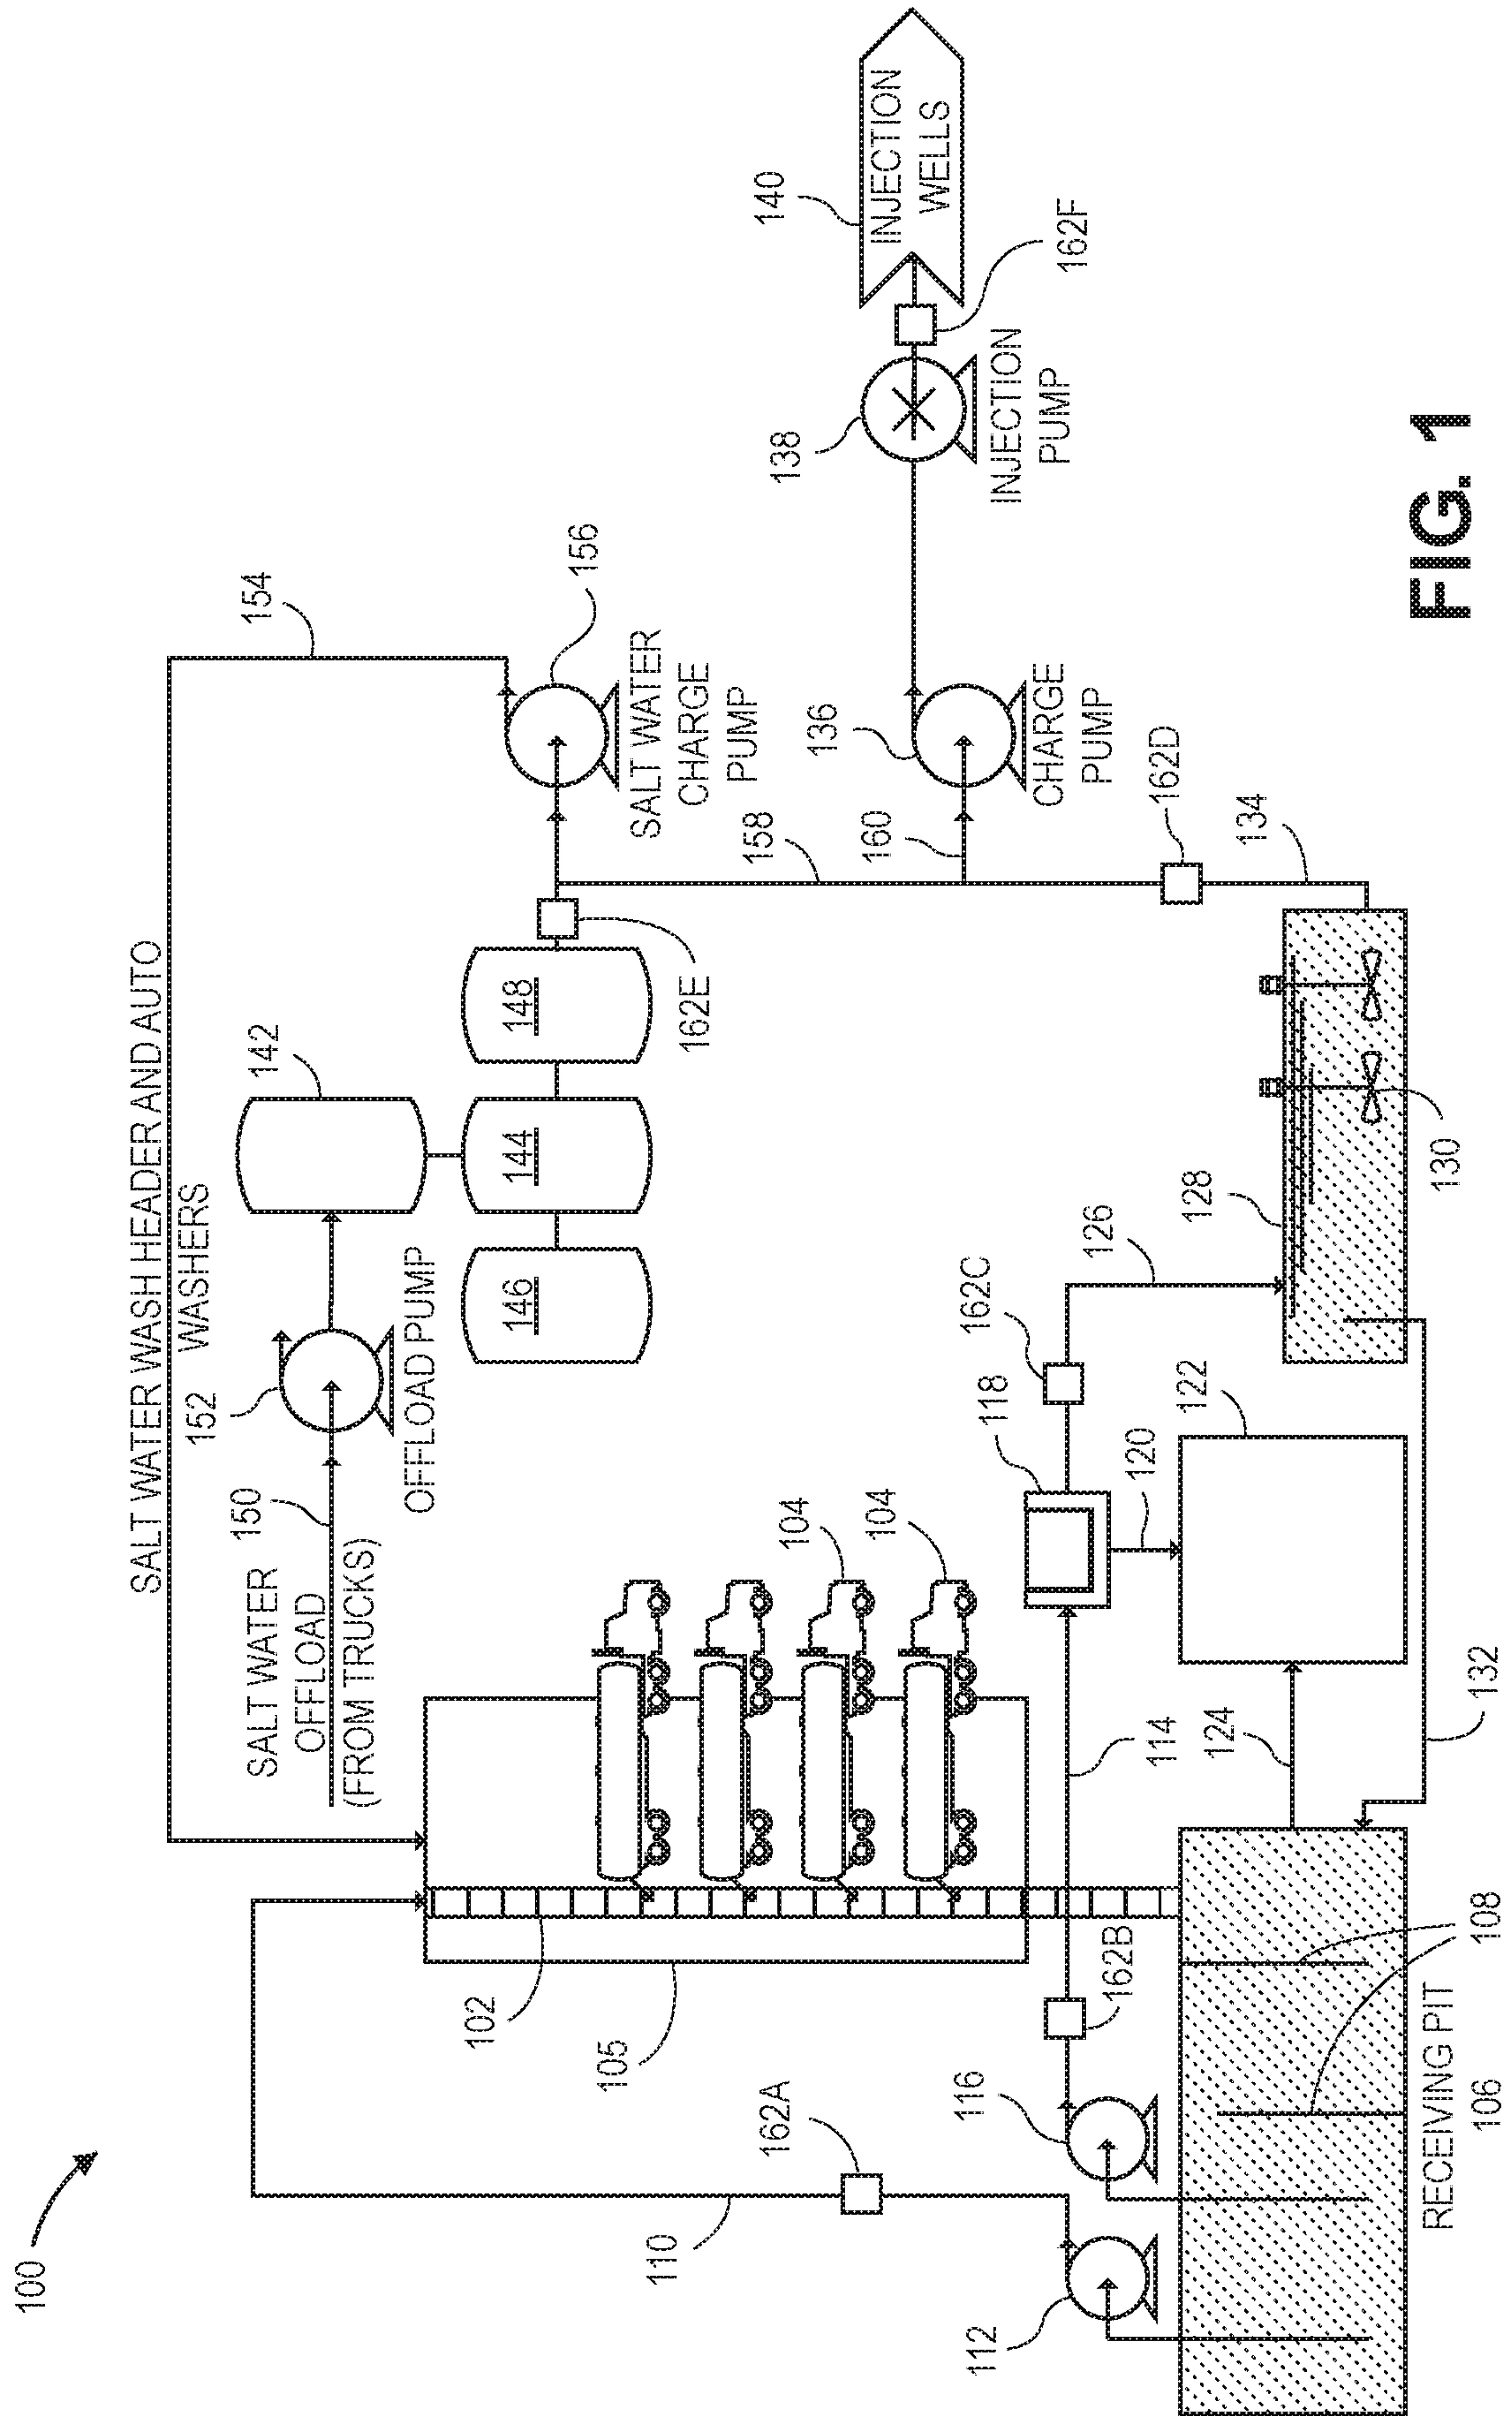 100
SALT WATER WASH HEADER AND AUTO
WASHERS
154
142
152
150
SALT WATER
OFFLOAD
(FROM TRUCKS)
OFFLOAD PUMP
146
144
148
162E
156
SALT WATER
CHARGE
PUMP
140
INJECTION
WELLS
162F
138
INJECTION
PUMP
158
160
136
CHARGE
PUMP
162D
134
110
162A
102
105
104
104
112
116
162B
114
118
162C
126
120
128
130
124
122
132
108
RECEIVING PIT
106
FIG. 1